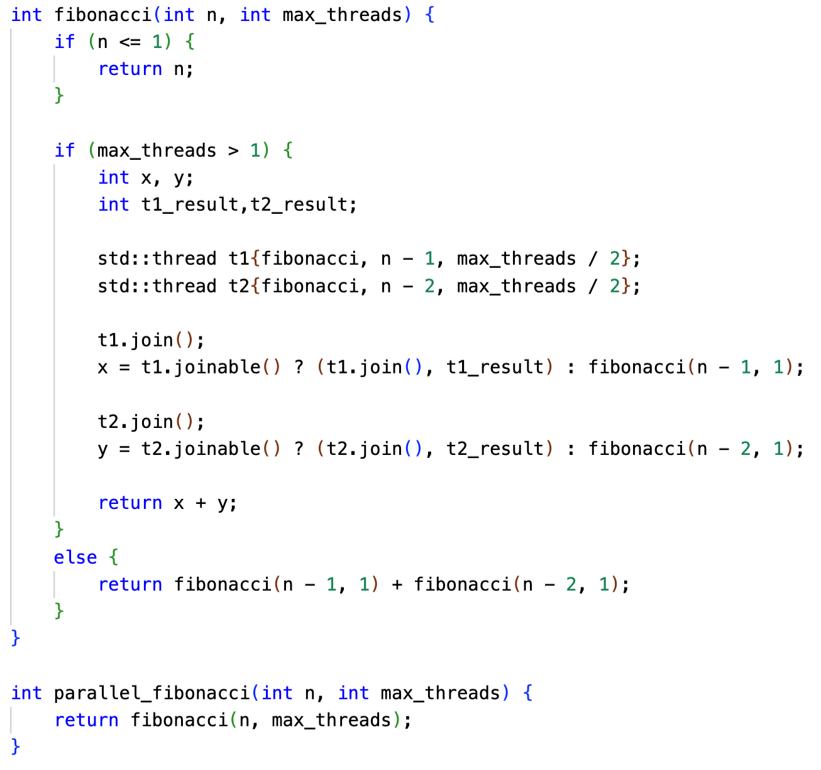 int fibonacci(int n, int max_threads) {
    if (n <= 1) {
        return n;
    }

    if (max_threads > 1) {
        int x, y;
        int t1_result,t2_result;

        std::thread t1{fibonacci, n - 1, max_threads / 2};
        std::thread t2{fibonacci, n - 2, max_threads / 2};

        t1.join();
        x = t1.joinable() ? (t1.join(), t1_result) : fibonacci(n - 1, 1);

        t2.join();
        y = t2.joinable() ? (t2.join(), t2_result) : fibonacci(n - 2, 1);

        return x + y;
    }
    else {
        return fibonacci(n - 1, 1) + fibonacci(n - 2, 1);
    }
}

int parallel_fibonacci(int n, int max_threads) {
    return fibonacci(n, max_threads);
}